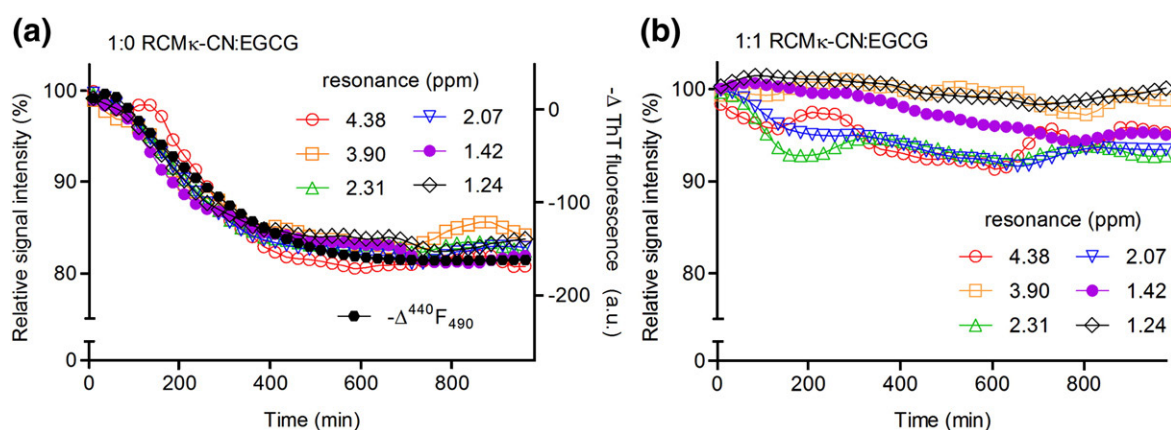 (a)
1:0 RCMκ-CN:EGCG
Relative signal intensity (%)
100
90
80
0
resonance (ppm)
4.38 2.07
3.90 1.42
2.31 1.24
-Δ⁴⁴⁰F₄₉₀
0
-100
-200
-Δ ThT fluorescence
(a.u.)
0 200 400 600 800
Time (min)
(b)
1:1 RCMκ-CN:EGCG
Relative signal intensity (%)
100
90
80
0
resonance (ppm)
4.38 2.07
3.90 1.42
2.31 1.24
0 200 400 600 800
Time (min)